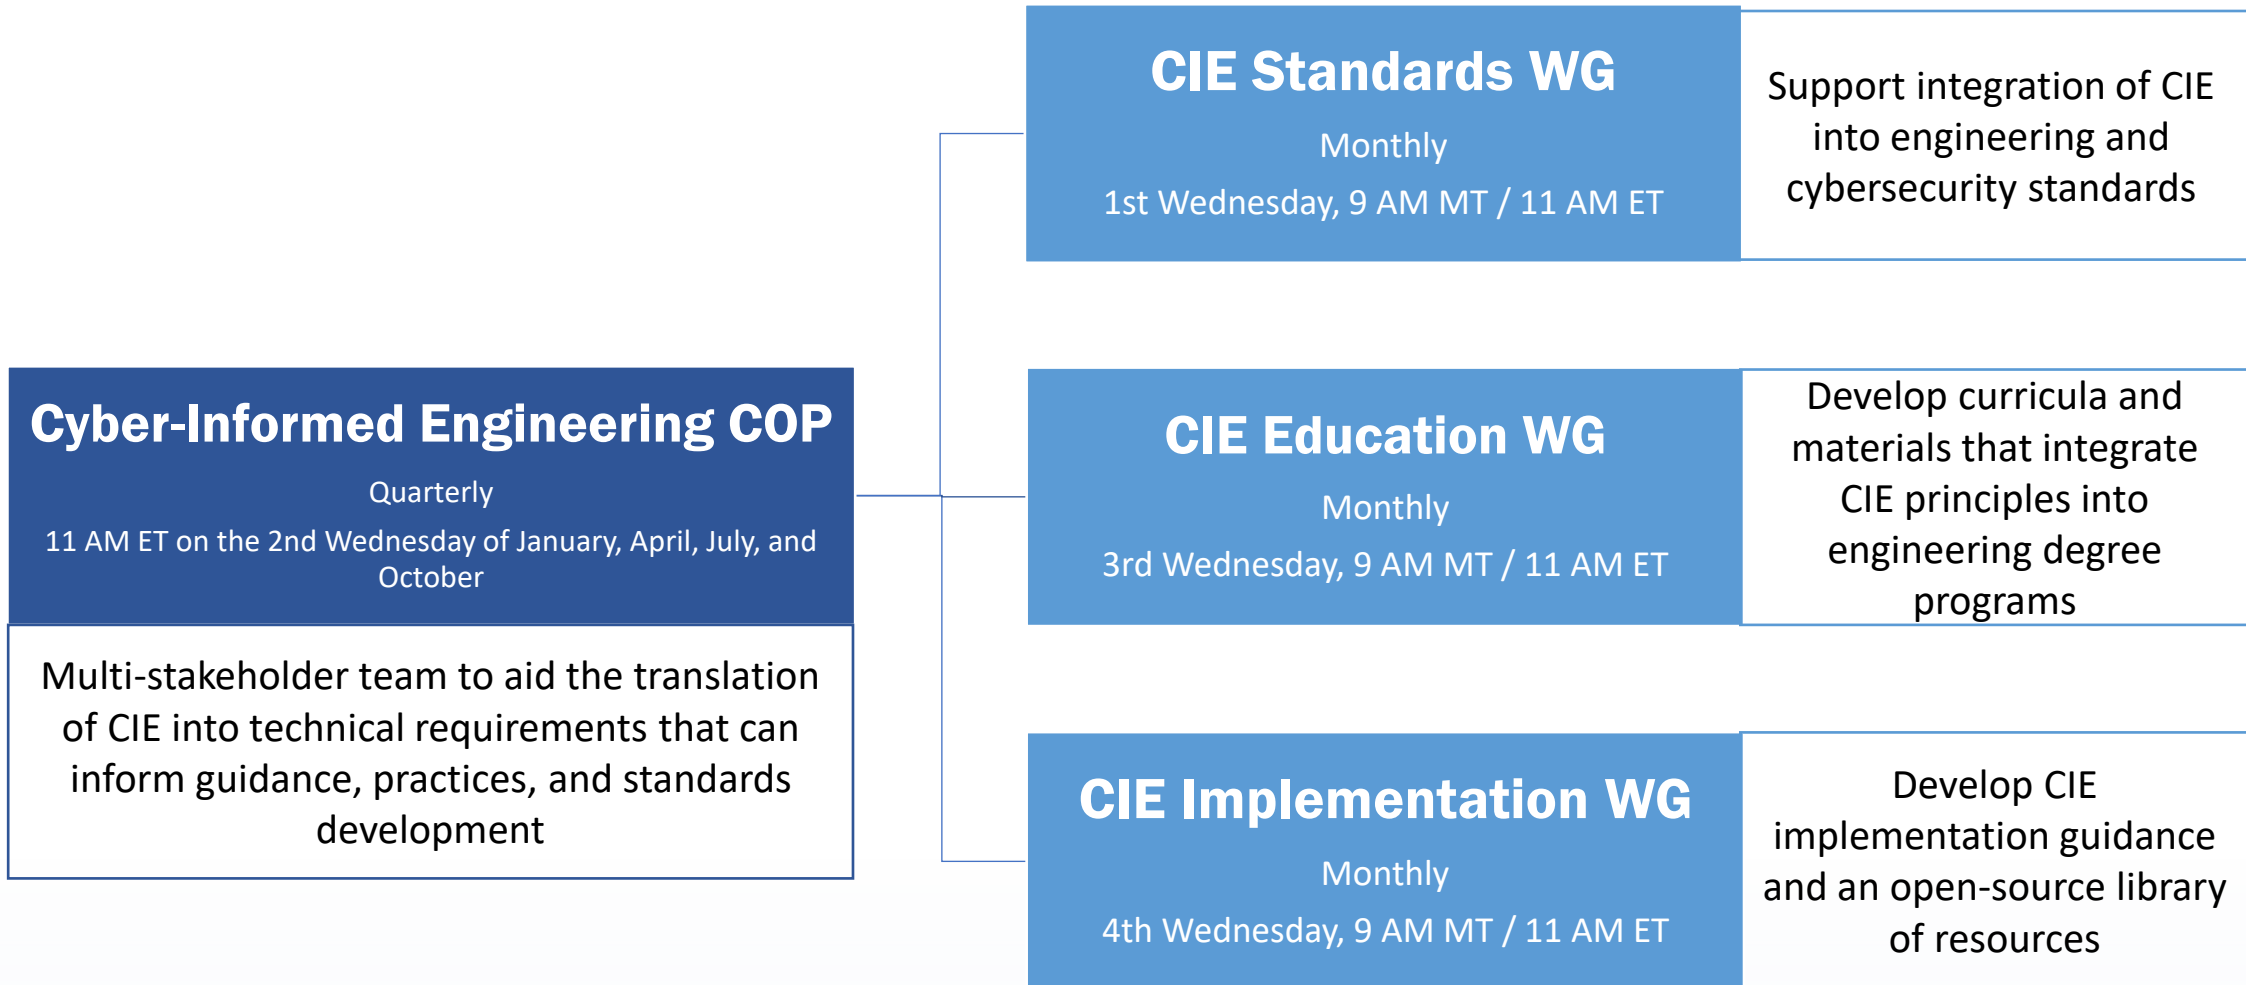 Cyber-Informed Engineering COP
Quarterly
11 AM ET on the 2nd Wednesday of January, April, July, and
October
Multi-stakeholder team to aid the translation
of CIE into technical requirements that can
inform guidance, practices, and standards
development
CIE Standards WG
Monthly
1st Wednesday, 9 AM MT / 11 AM ET
Support integration of CIE
into engineering and
cybersecurity standards
CIE Education WG
Monthly
3rd Wednesday, 9 AM MT / 11 AM ET
Develop curricula and
materials that integrate
CIE principles into
engineering degree
programs
CIE Implementation WG
Monthly
4th Wednesday, 9 AM MT / 11 AM ET
Develop CIE
implementation guidance
and an open-source library
of resources